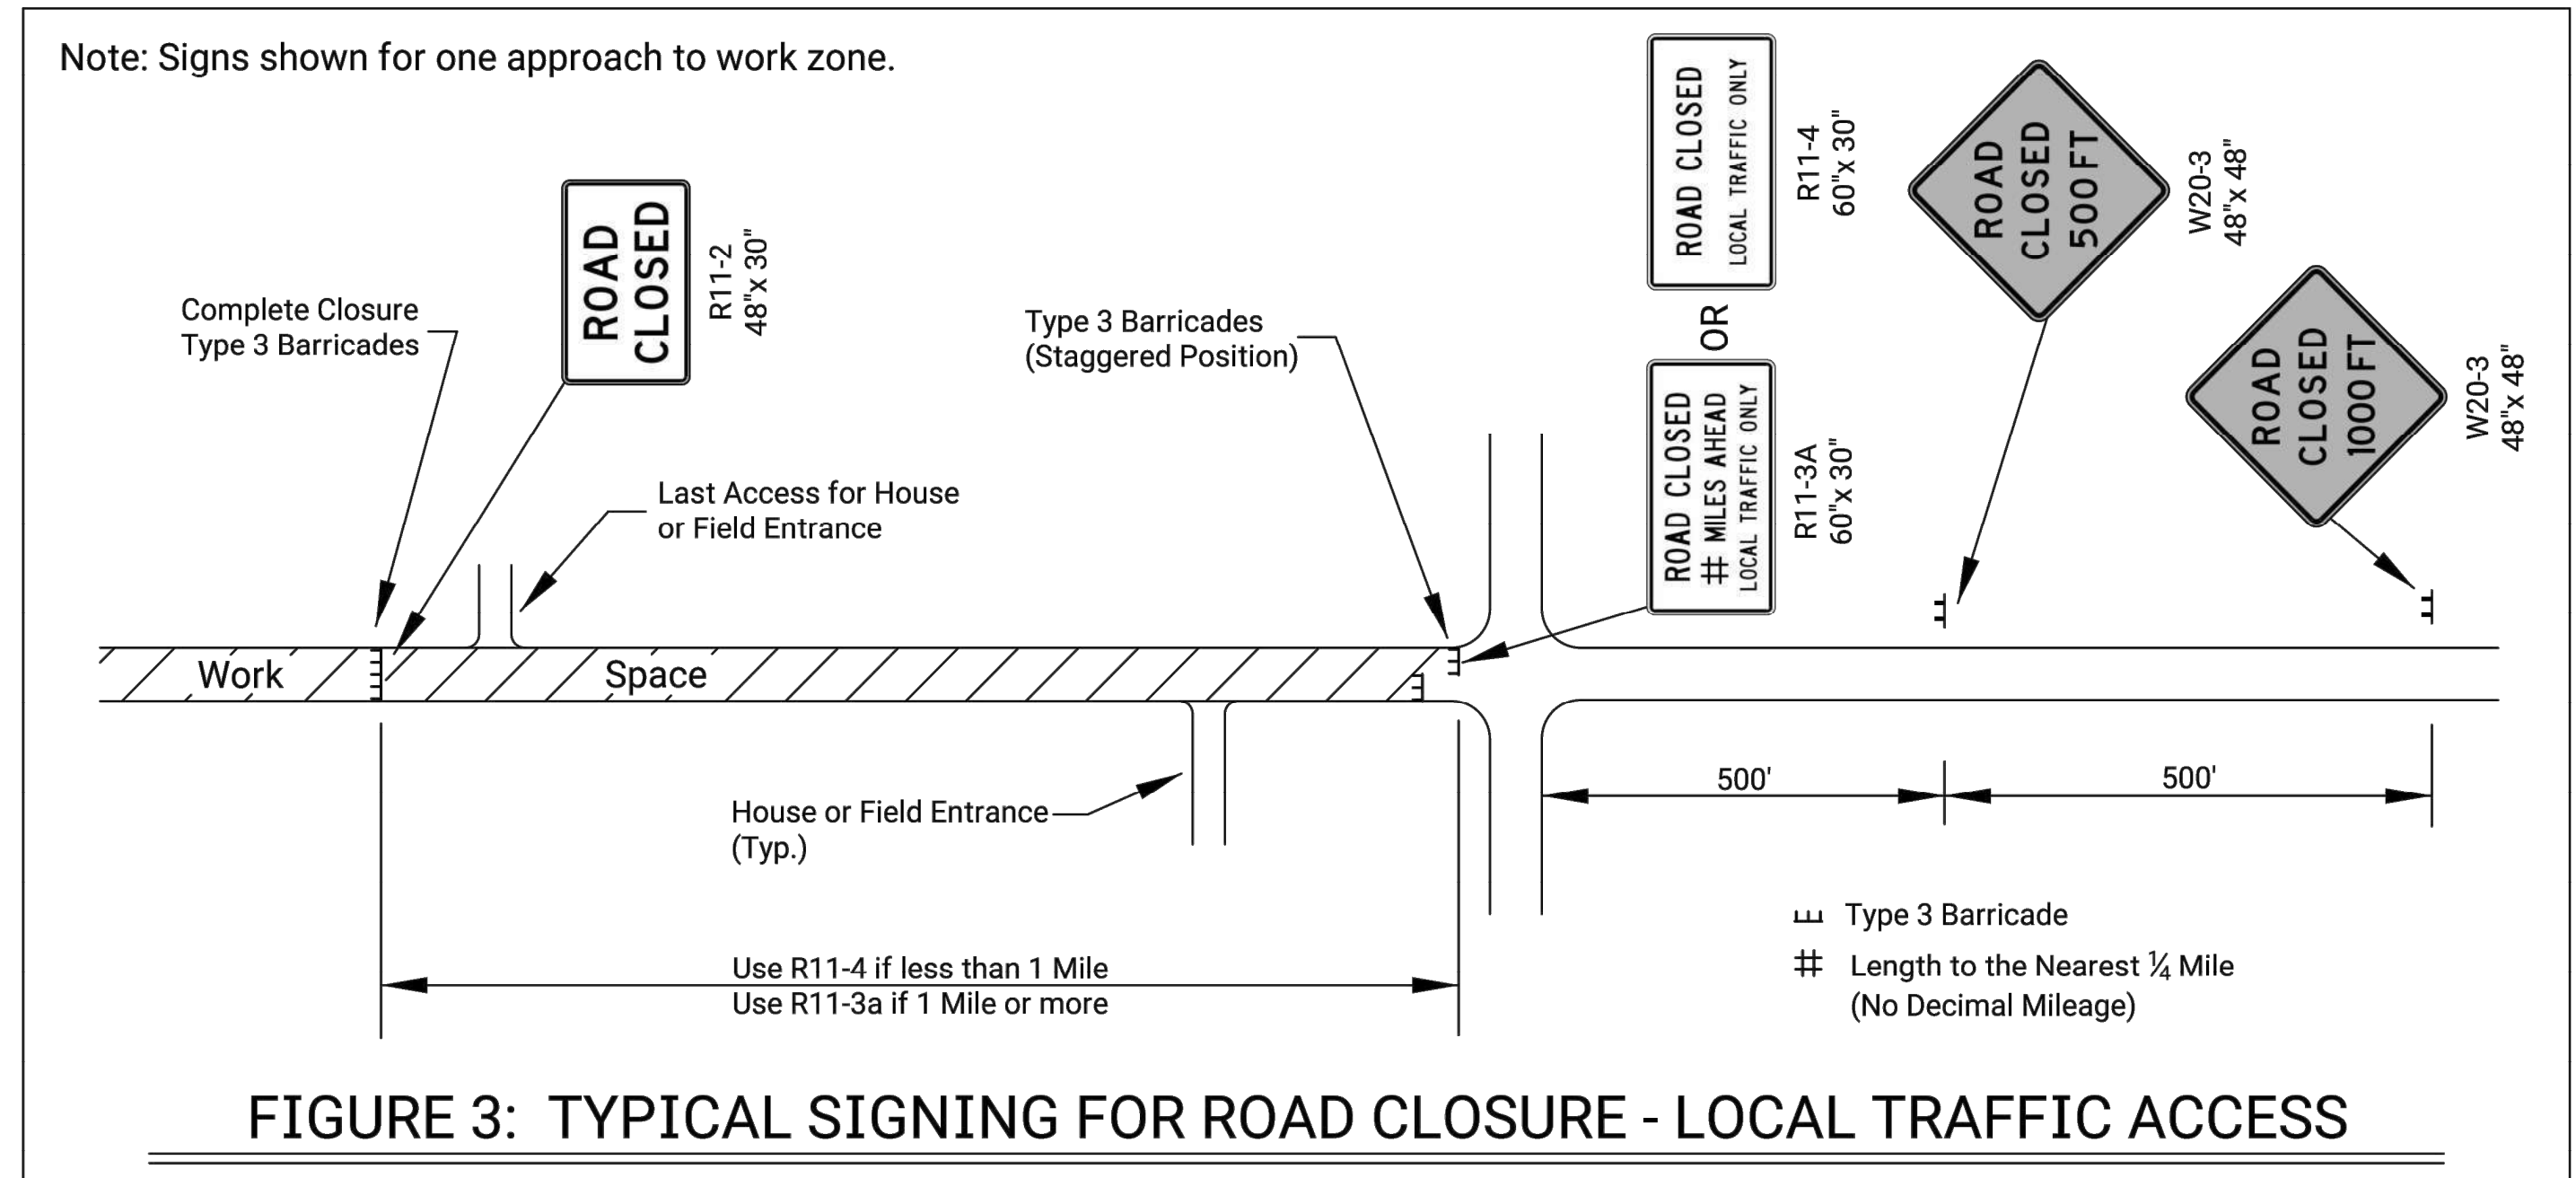 Note: Signs shown for one approach to work zone.
ROAD
CLOSED
R11-2
48"x 30"
Complete Closure
Type 3 Barricades
Last Access for House
or Field Entrance
Type 3 Barricades
(Staggered Position)
ROAD CLOSED
LOCAL TRAFFIC ONLY
R11-4
60"x 30"
OR
ROAD CLOSED
# MILES AHEAD
LOCAL TRAFFIC ONLY
R11-3A
60"x 30"
ROAD
CLOSED
500FT
W20-3
48"x 48"
ROAD
CLOSED
1000FT
W20-3
48"x 48"
Work
Space
House or Field Entrance
(Typ.)
500'
500'
Use R11-4 if less than 1 Mile
Use R11-3a if 1 Mile or more
Type 3 Barricade
# Length to the Nearest ¼ Mile
(No Decimal Mileage)
FIGURE 3: TYPICAL SIGNING FOR ROAD CLOSURE - LOCAL TRAFFIC ACCESS